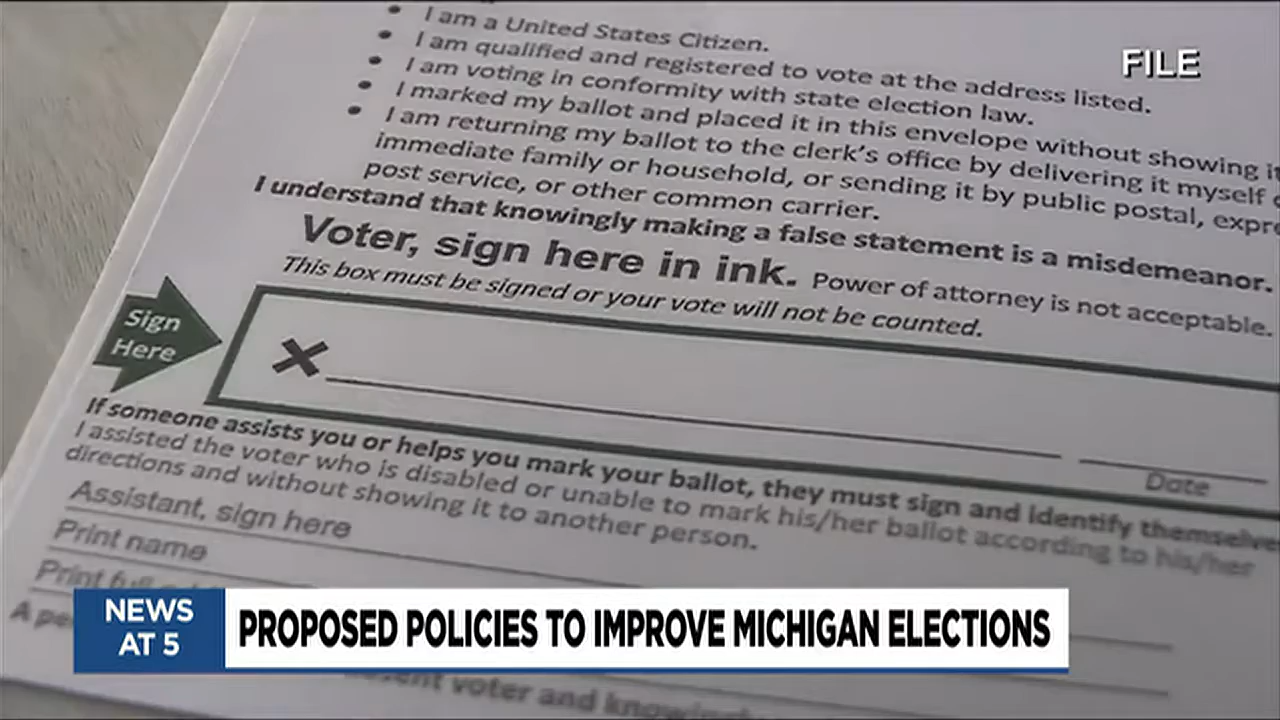 I am a United States Citizen.
FILE
I am qualified and registered to vote at the address listed.
I am voting in conformity with state election law.
I marked my ballot and placed it in this envelope without showing it
I am returning my ballot to the clerk's office by delivering it myself
immediate family or household, or sending it by public postal,
post service, or other common carrier.
I understand that knowingly making a false statement is a misdemeanor.
Voter, sign here in ink. Power of attorney is not acceptable.
This box must be signed or your vote will not be counted.
Sign
Here
X
Date
If someone assists you or helps you mark your ballot, they must sign and identify
I assisted the voter who is disabled or unable to mark his/her ballot according to his/her
directions and without showing it to another person.
Assistant, sign here
Print name
Print full
A
NEWS
AT 5
PROPOSED POLICIES TO IMPROVE MICHIGAN ELECTIONS
voter and